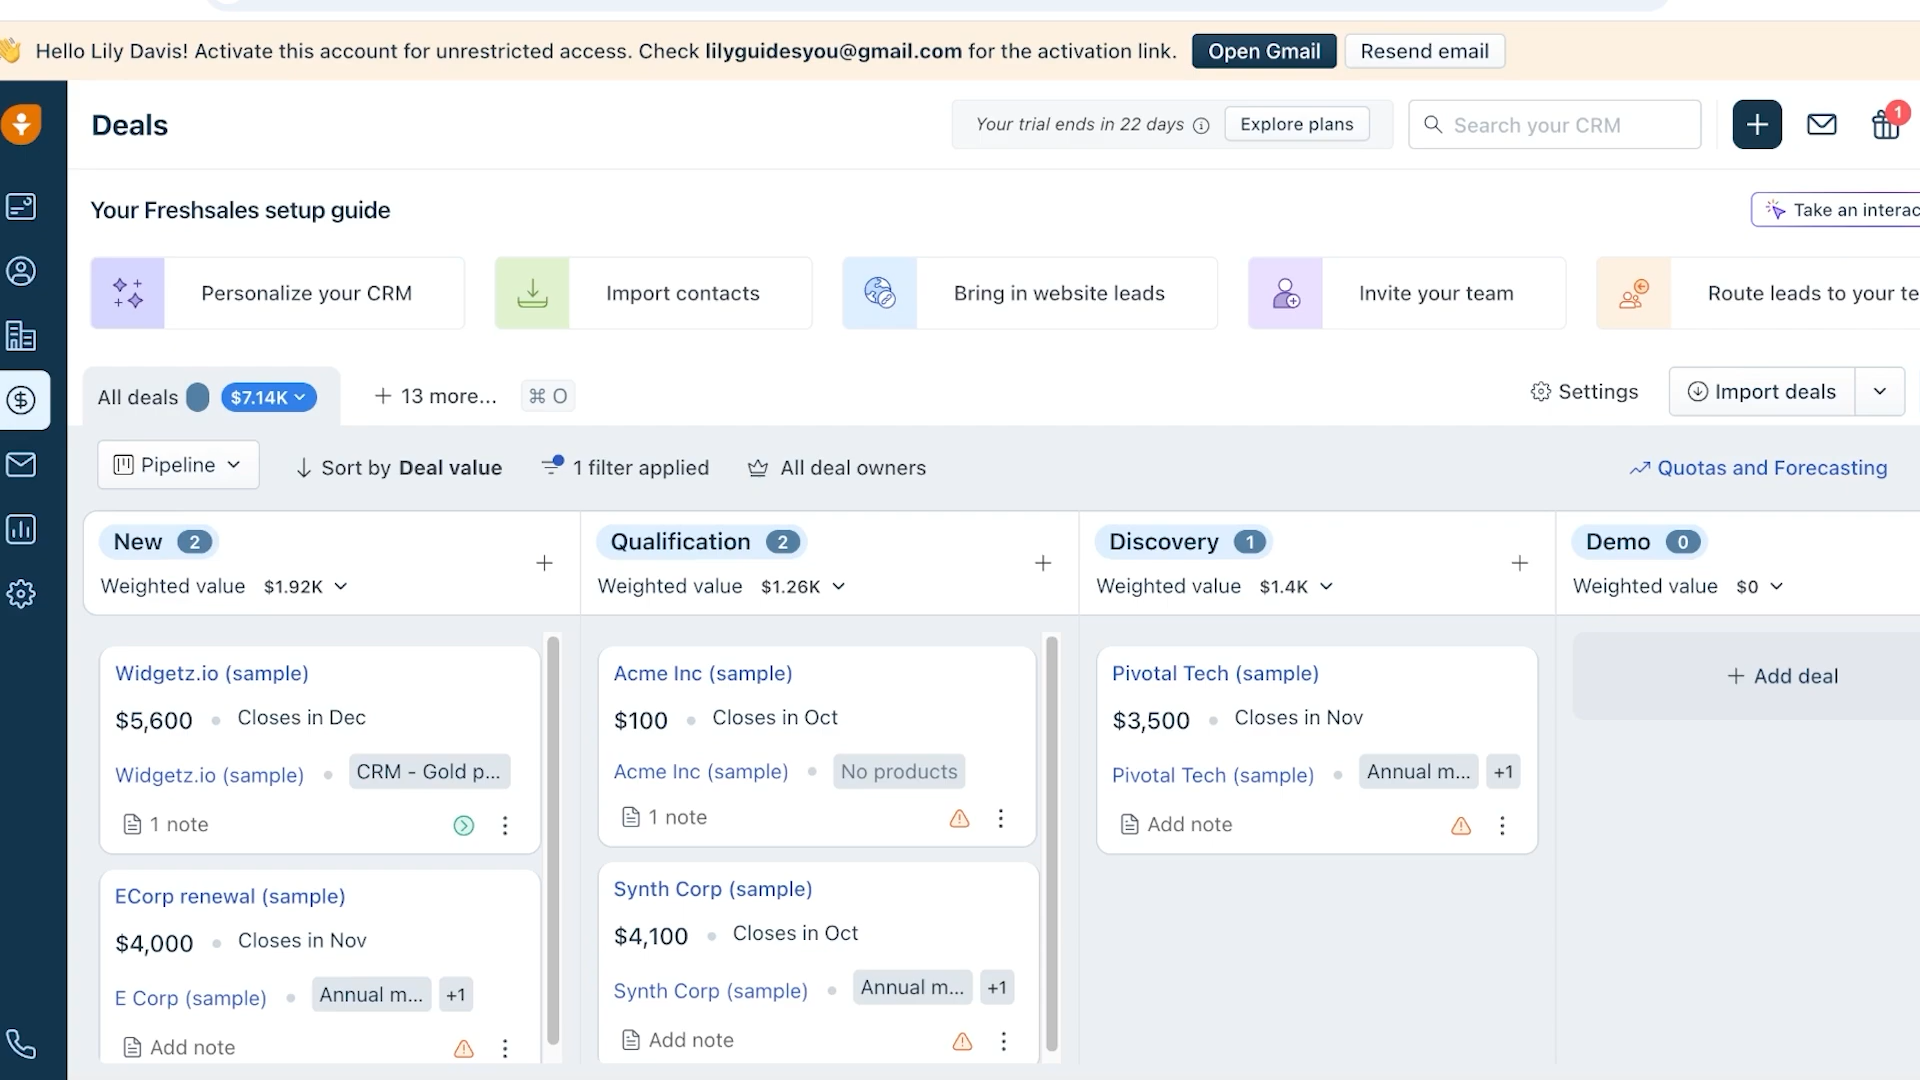 Hello Lily Davis! Activate this account for unrestricted access. Check lilyguidesyou@gmail.com for the activation link. Open Gmail Resend email
Deals
Your trial ends in 22 days Explore plans
Search your CRM
1
Your Freshsales setup guide
Take an interac
Personalize your CRM
Import contacts
Bring in website leads
Invite your team
Route leads to your te
All deals $7.14K
+ 13 more... ⌘ O
Settings
Import deals
Pipeline
Sort by Deal value
1 filter applied
All deal owners
Quotas and Forecasting
New 2
Weighted value $1.92K
Qualification 2
Weighted value $1.26K
Discovery 1
Weighted value $1.4K
Demo 0
Weighted value $0
Widgetz.io (sample)
$5,600 Closes in Dec
Widgetz.io (sample) CRM - Gold p...
1 note
ECorp renewal (sample)
$4,000 Closes in Nov
E Corp (sample) Annual m... +1
Add note
Acme Inc (sample)
$100 Closes in Oct
Acme Inc (sample) No products
1 note
Synth Corp (sample)
$4,100 Closes in Oct
Synth Corp (sample) Annual m... +1
Add note
Pivotal Tech (sample)
$3,500 Closes in Nov
Pivotal Tech (sample) Annual m... +1
Add note
+ Add deal